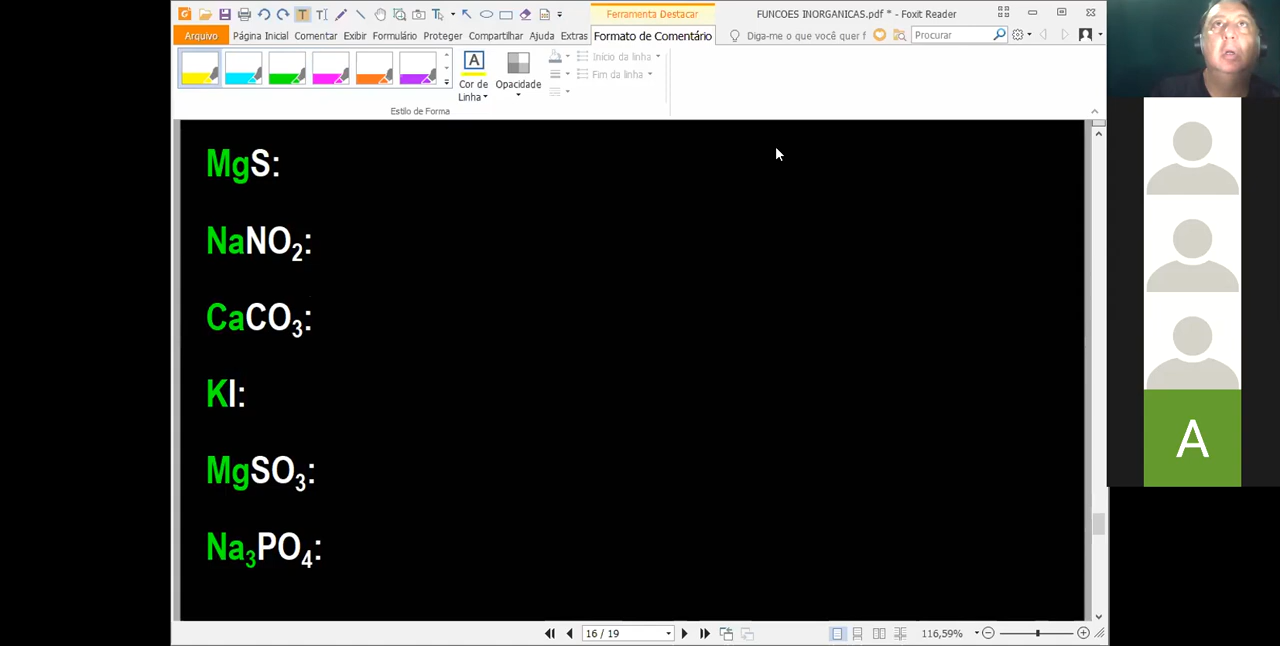 Ferramenta Destacar
FUNCOES INORGANICAS.pdf * - Foxit Reader
Arquivo Página Inicial Comentar Exibir Formulário Proteger Compartilhar Ajuda Extras Formato de Comentário Diga-me o que você quer f Procurar
Cor de Linha
Opacidade
Início da linha
Fim da linha
Estilo de Forma
MgS:
NaNO₂:
CaCO₃:
KI:
MgSO₃:
Na₃PO₄:
A
16 / 19
116,59%